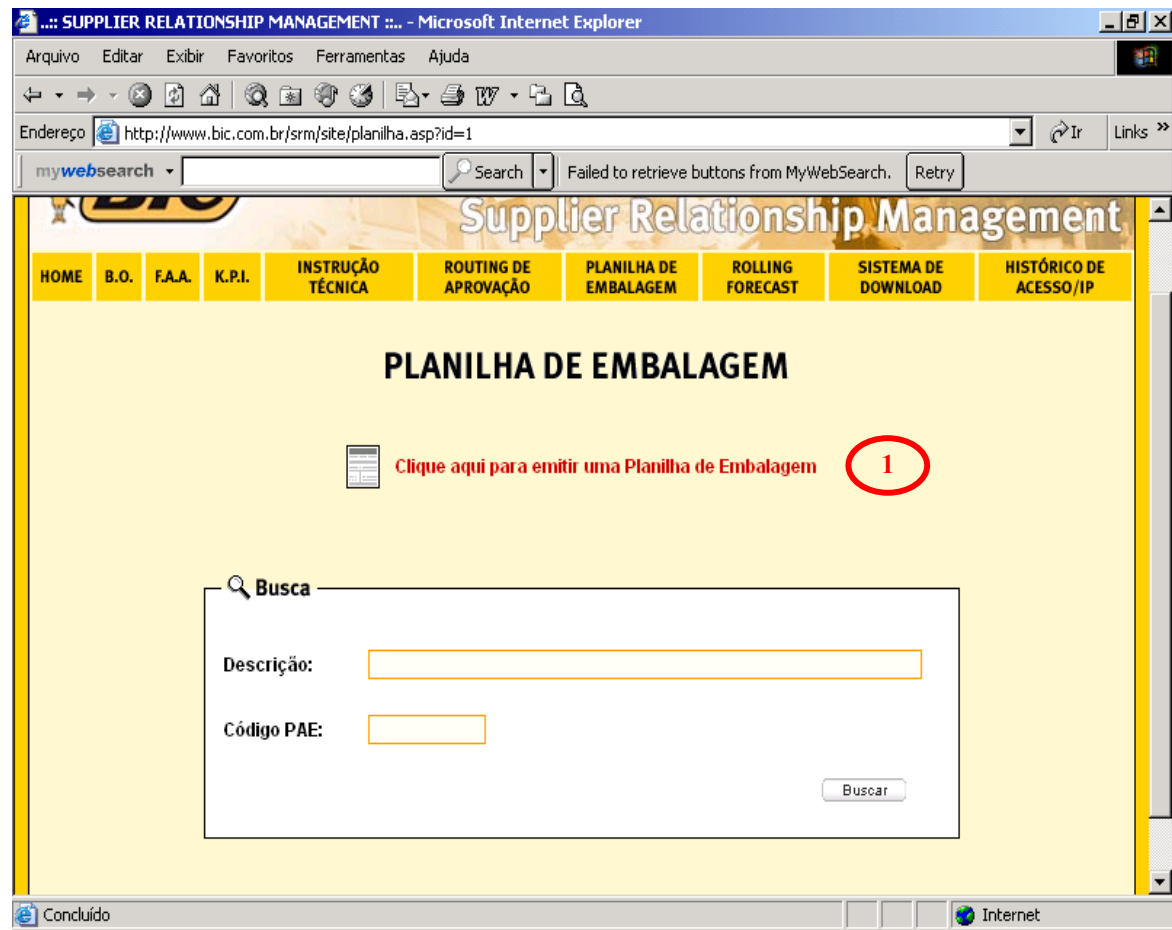 ..:: SUPPLIER RELATIONSHIP MANAGEMENT ::.. - Microsoft Internet Explorer
Arquivo Editar Exibir Favoritos Ferramentas Ajuda
Endereço http://www.bic.com.br/srm/site/planilha.asp?id=1 Ir Links »
mywebsearch Search Failed to retrieve buttons from MyWebSearch. Retry
BIC Supplier Relationship Management
HOME B.O. F.A.A. K.P.I. INSTRUÇÃO TÉCNICA ROUTING DE APROVAÇÃO PLANILHA DE EMBALAGEM ROLLING FORECAST SISTEMA DE DOWNLOAD HISTÓRICO DE ACESSO/IP
PLANILHA DE EMBALAGEM
Clique aqui para emitir uma Planilha de Embalagem 1
Busca
Descrição:
Código PAE:
Buscar
Concluído Internet